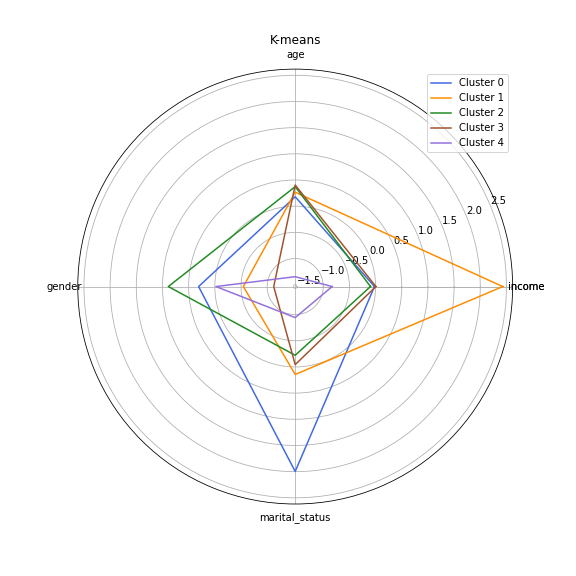 K-means
age
Cluster 0
Cluster 1
Cluster 2
Cluster 3
Cluster 4
2.5
2.0
1.5
1.0
0.5
0.0
−0.5
−1.0
−1.5
gender
income
marital_status